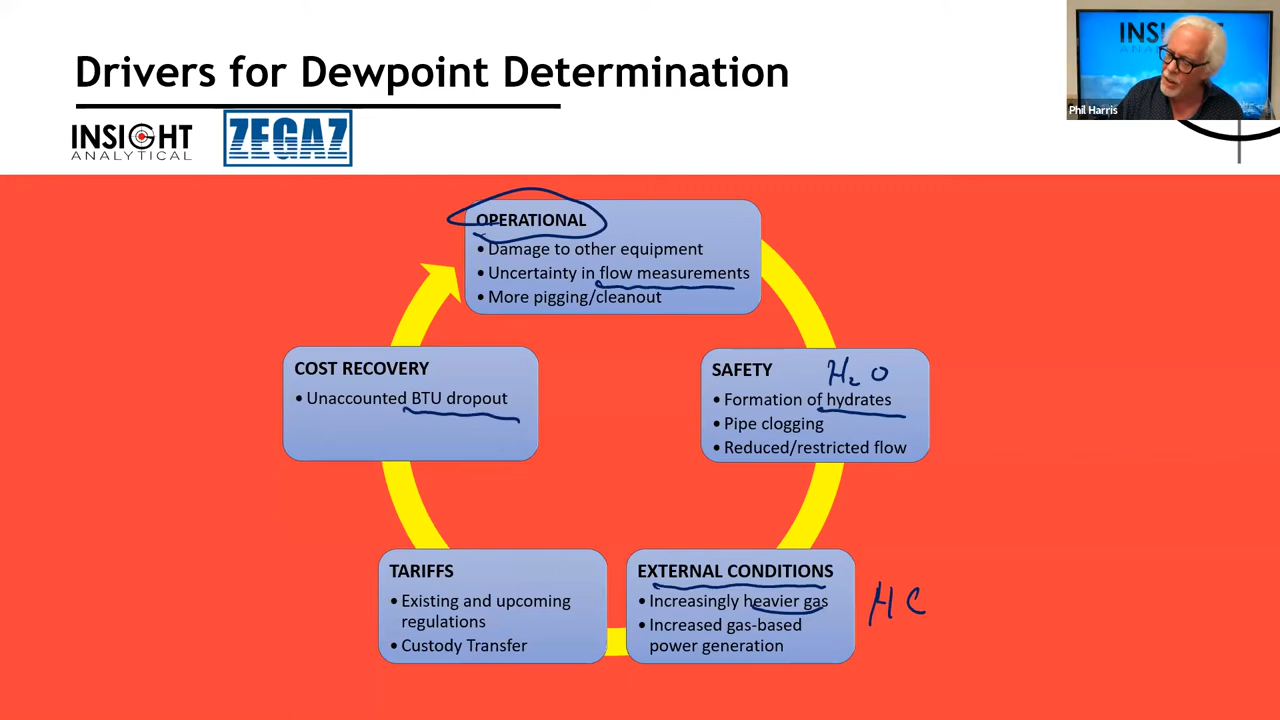 Drivers for Dewpoint Determination
INSIGHT
ANALYTICAL
ZEGAZ
INSI
Phil Harris
OPERATIONAL
• Damage to other equipment
• Uncertainty in flow measurements
• More pigging/cleanout
COST RECOVERY
• Unaccounted BTU dropout
SAFETY
H₂O
• Formation of hydrates
• Pipe clogging
• Reduced/restricted flow
TARIFFS
• Existing and upcoming
regulations
• Custody Transfer
EXTERNAL CONDITIONS
• Increasingly heavier gas
• Increased gas-based
power generation
HC